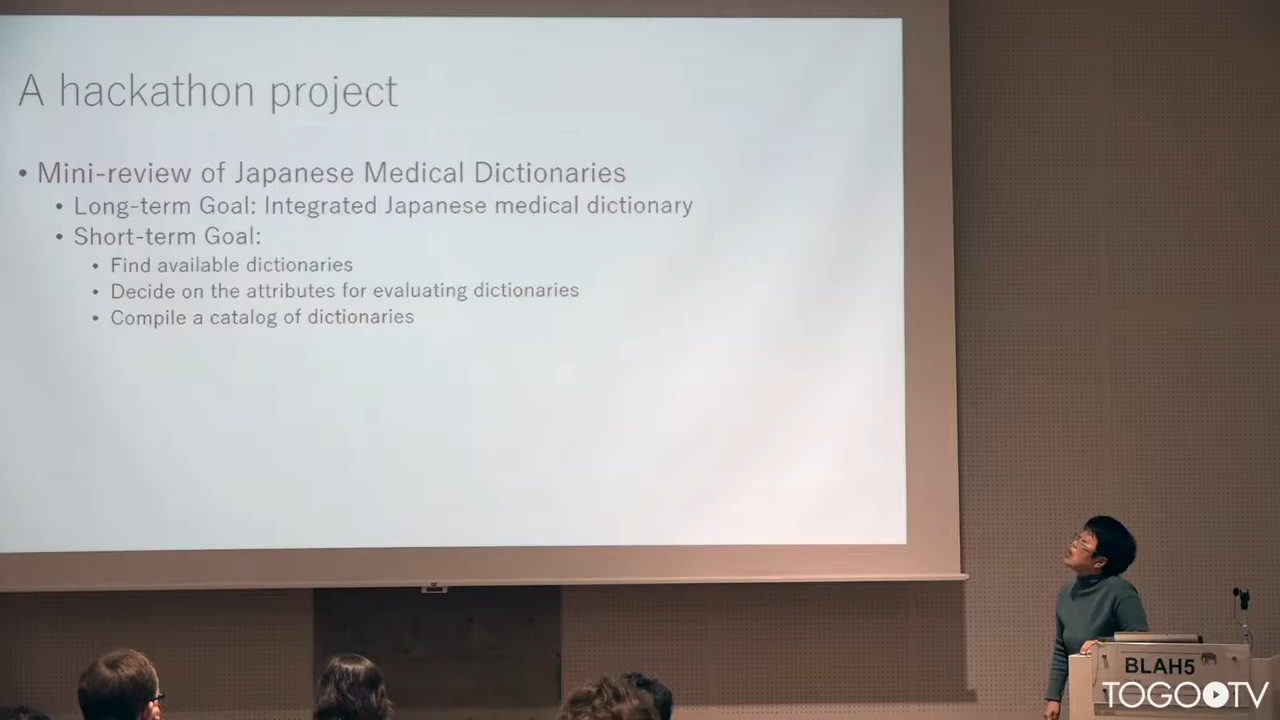 A hackathon project
• Mini-review of Japanese Medical Dictionaries
• Long-term Goal: Integrated Japanese medical dictionary
• Short-term Goal:
• Find available dictionaries
• Decide on the attributes for evaluating dictionaries
• Compile a catalog of dictionaries
BLAH5
TOGOTV